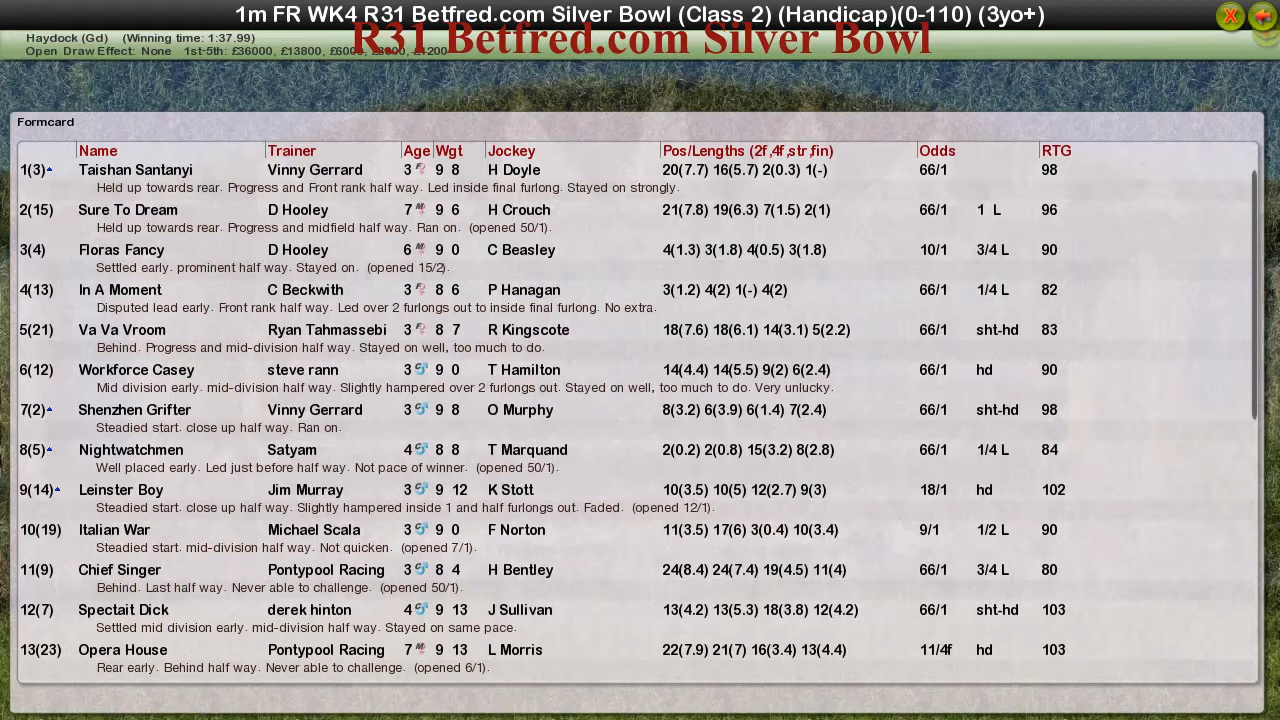 1m FR WK4 R31 Betfred.com Silver Bowl (Class 2) (Handicap)(0-110) (3yo+)
R31 Betfred.com Silver Bowl
Haydock (Gd) (Winning time: 1:37.99)
Open Draw Effect: None 1st-5th: £36000, £13800, £6000, £3000, £1200
Formcard
Name Trainer Age Wgt Jockey Pos/Lengths (2f,4f,str,fin) Odds RTG
1(3) Taishan Santanyi Vinny Gerrard 3 9 8 H Doyle 20(7.7) 16(5.7) 2(0.3) 1(-) 66/1 98
Held up towards rear. Progress and Front rank half way. Led inside final furlong. Stayed on strongly.
2(15) Sure To Dream D Hooley 7 9 6 H Crouch 21(7.8) 19(6.3) 7(1.5) 2(1) 66/1 1 L 96
Held up towards rear. Progress and midfield half way. Ran on. (opened 50/1).
3(4) Floras Fancy D Hooley 6 9 0 C Beasley 4(1.3) 3(1.8) 4(0.5) 3(1.8) 10/1 3/4 L 90
Settled early. prominent half way. Stayed on. (opened 15/2).
4(13) In A Moment C Beckwith 3 8 6 P Hanagan 3(1.2) 4(2) 1(-) 4(2) 66/1 1/4 L 82
Disputed lead early. Front rank half way. Led over 2 furlongs out to inside final furlong. No extra.
5(21) Va Va Vroom Ryan Tahmassebi 3 8 7 R Kingscote 18(7.6) 18(6.1) 14(3.1) 5(2.2) 66/1 sht-hd 83
Behind. Progress and mid-division half way. Stayed on well, too much to do.
6(12) Workforce Casey steve rann 3 9 0 T Hamilton 14(4.4) 14(5.5) 9(2) 6(2.4) 66/1 hd 90
Mid division early. mid-division half way. Slightly hampered over 2 furlongs out. Stayed on well, too much to do. Very unlucky.
7(2) Shenzhen Grifter Vinny Gerrard 3 9 8 O Murphy 8(3.2) 6(3.9) 6(1.4) 7(2.4) 66/1 sht-hd 98
Steadied start. close up half way. Ran on.
8(5) Nightwatchmen Satyam 4 8 8 T Marquand 2(0.2) 2(0.8) 15(3.2) 8(2.8) 66/1 1/4 L 84
Well placed early. Led just before half way. Not pace of winner. (opened 50/1).
9(14) Leinster Boy Jim Murray 3 9 12 K Stott 10(3.5) 10(5) 12(2.7) 9(3) 18/1 hd 102
Steadied start. close up half way. Slightly hampered inside 1 and half furlongs out. Faded. (opened 12/1).
10(19) Italian War Michael Scala 3 9 0 F Norton 11(3.5) 17(6) 3(0.4) 10(3.4) 9/1 1/2 L 90
Steadied start. mid-division half way. Not quicken. (opened 7/1).
11(9) Chief Singer Pontypool Racing 3 8 4 H Bentley 24(8.4) 24(7.4) 19(4.5) 11(4) 66/1 3/4 L 80
Behind. Last half way. Never able to challenge. (opened 50/1).
12(7) Spectait Dick derek hinton 4 9 13 J Sullivan 13(4.2) 13(5.3) 18(3.8) 12(4.2) 66/1 sht-hd 103
Settled mid division early. mid-division half way. Stayed on same pace.
13(23) Opera House Pontypool Racing 7 9 13 L Morris 22(7.9) 21(7) 16(3.4) 13(4.4) 11/4f hd 103
Rear early. Behind half way. Never able to challenge. (opened 6/1).